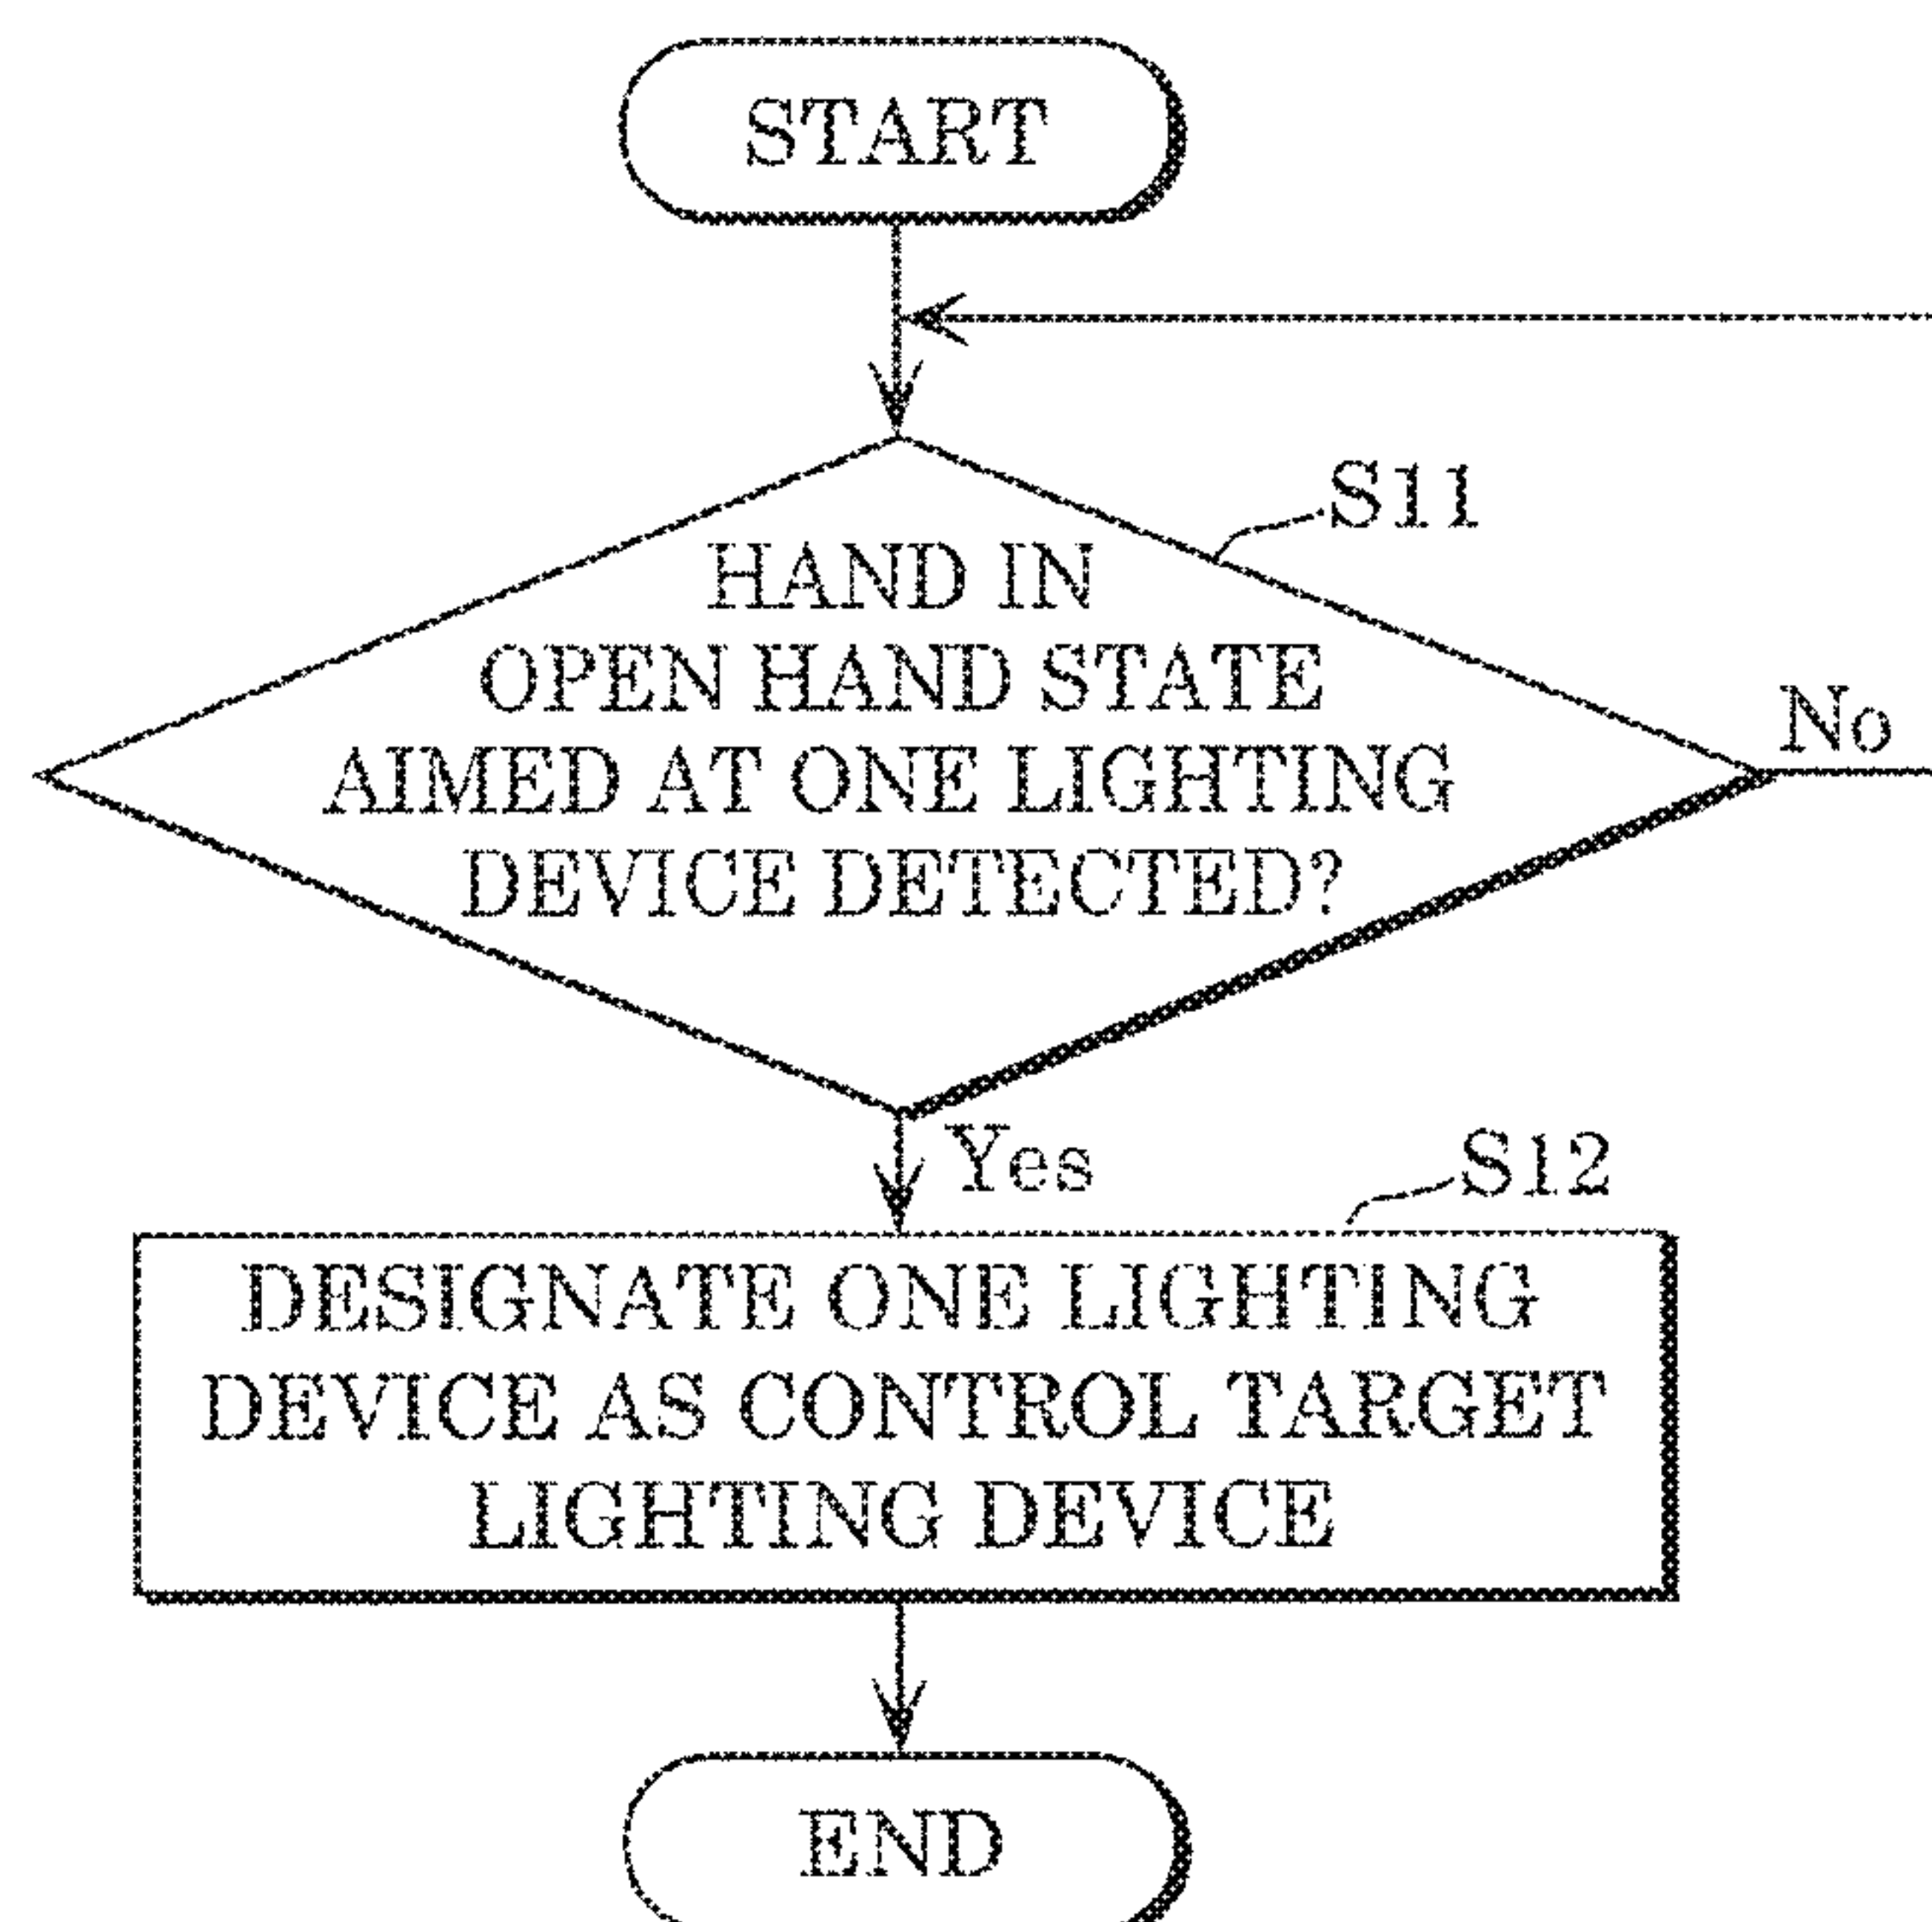 START
S11
HAND IN
OPEN HAND STATE
AIMED AT ONE LIGHTING
DEVICE DETECTED?
No
Yes
S12
DESIGNATE ONE LIGHTING
DEVICE AS CONTROL TARGET
LIGHTING DEVICE
END